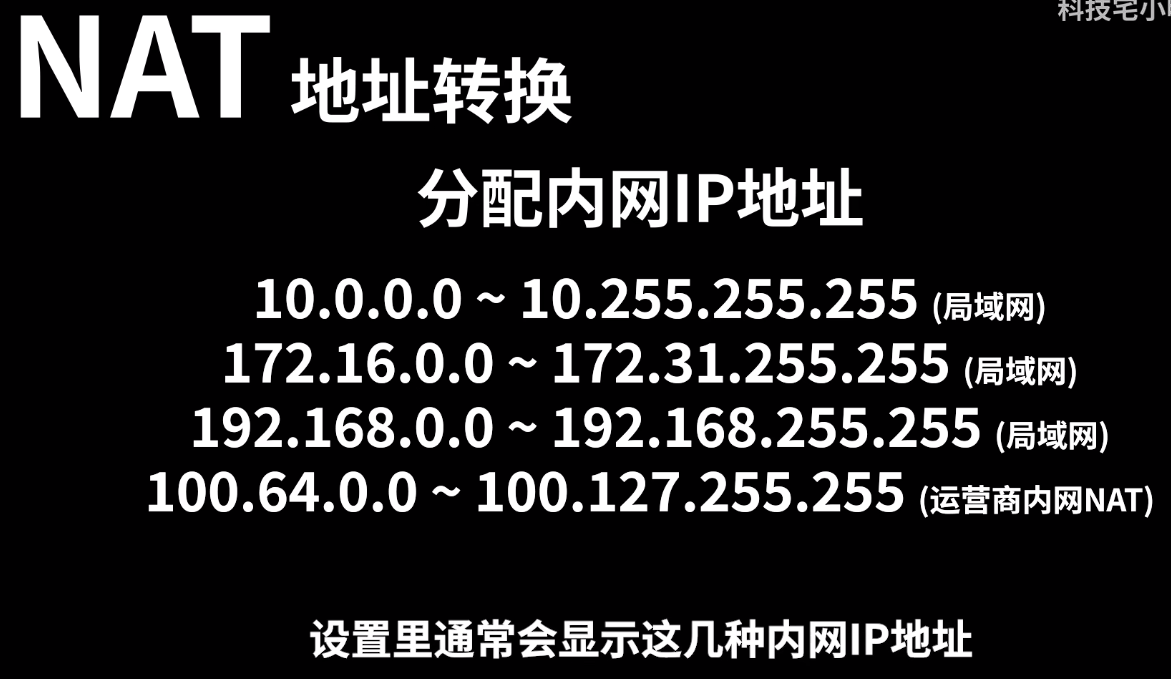 科技宅小
NAT 地址转换
分配内网IP地址
10.0.0.0 ~ 10.255.255.255 (局域网)
172.16.0.0 ~ 172.31.255.255 (局域网)
192.168.0.0 ~ 192.168.255.255 (局域网)
100.64.0.0 ~ 100.127.255.255 (运营商内网NAT)
设置里通常会显示这几种内网IP地址